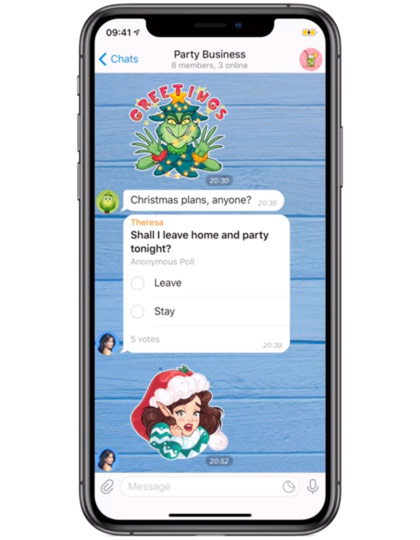 09:41
Chats
Party Business
8 members, 3 online
GREETINGS
20:30
Christmas plans, anyone? 20:35
Theresa
Shall I leave home and party
tonight?
Anonymous Poll
Leave
Stay
5 votes
20:39
20:52
Message